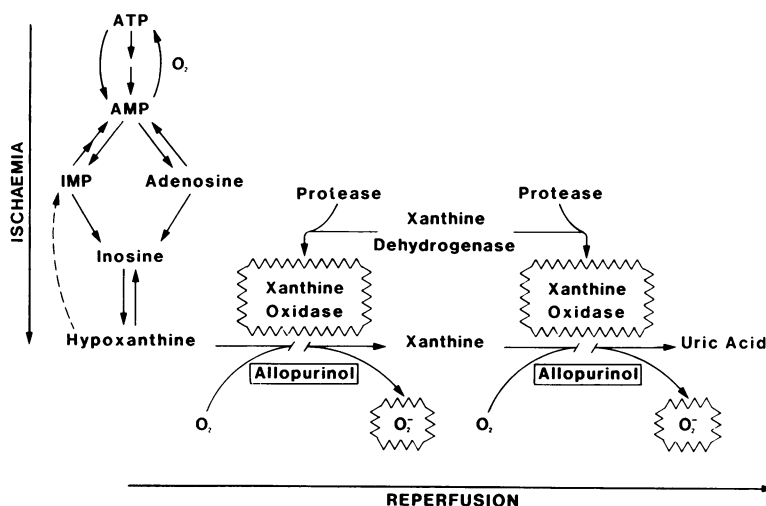 ATP
O₂
AMP
IMP
Adenosine
Inosine
Hypoxanthine
ISCHAEMIA
Protease
Protease
Xanthine
Dehydrogenase
Xanthine
Oxidase
Xanthine
Oxidase
Xanthine
Uric Acid
Allopurinol
Allopurinol
O₂
O₂⁻
O₂
O₂⁻
REPERFUSION